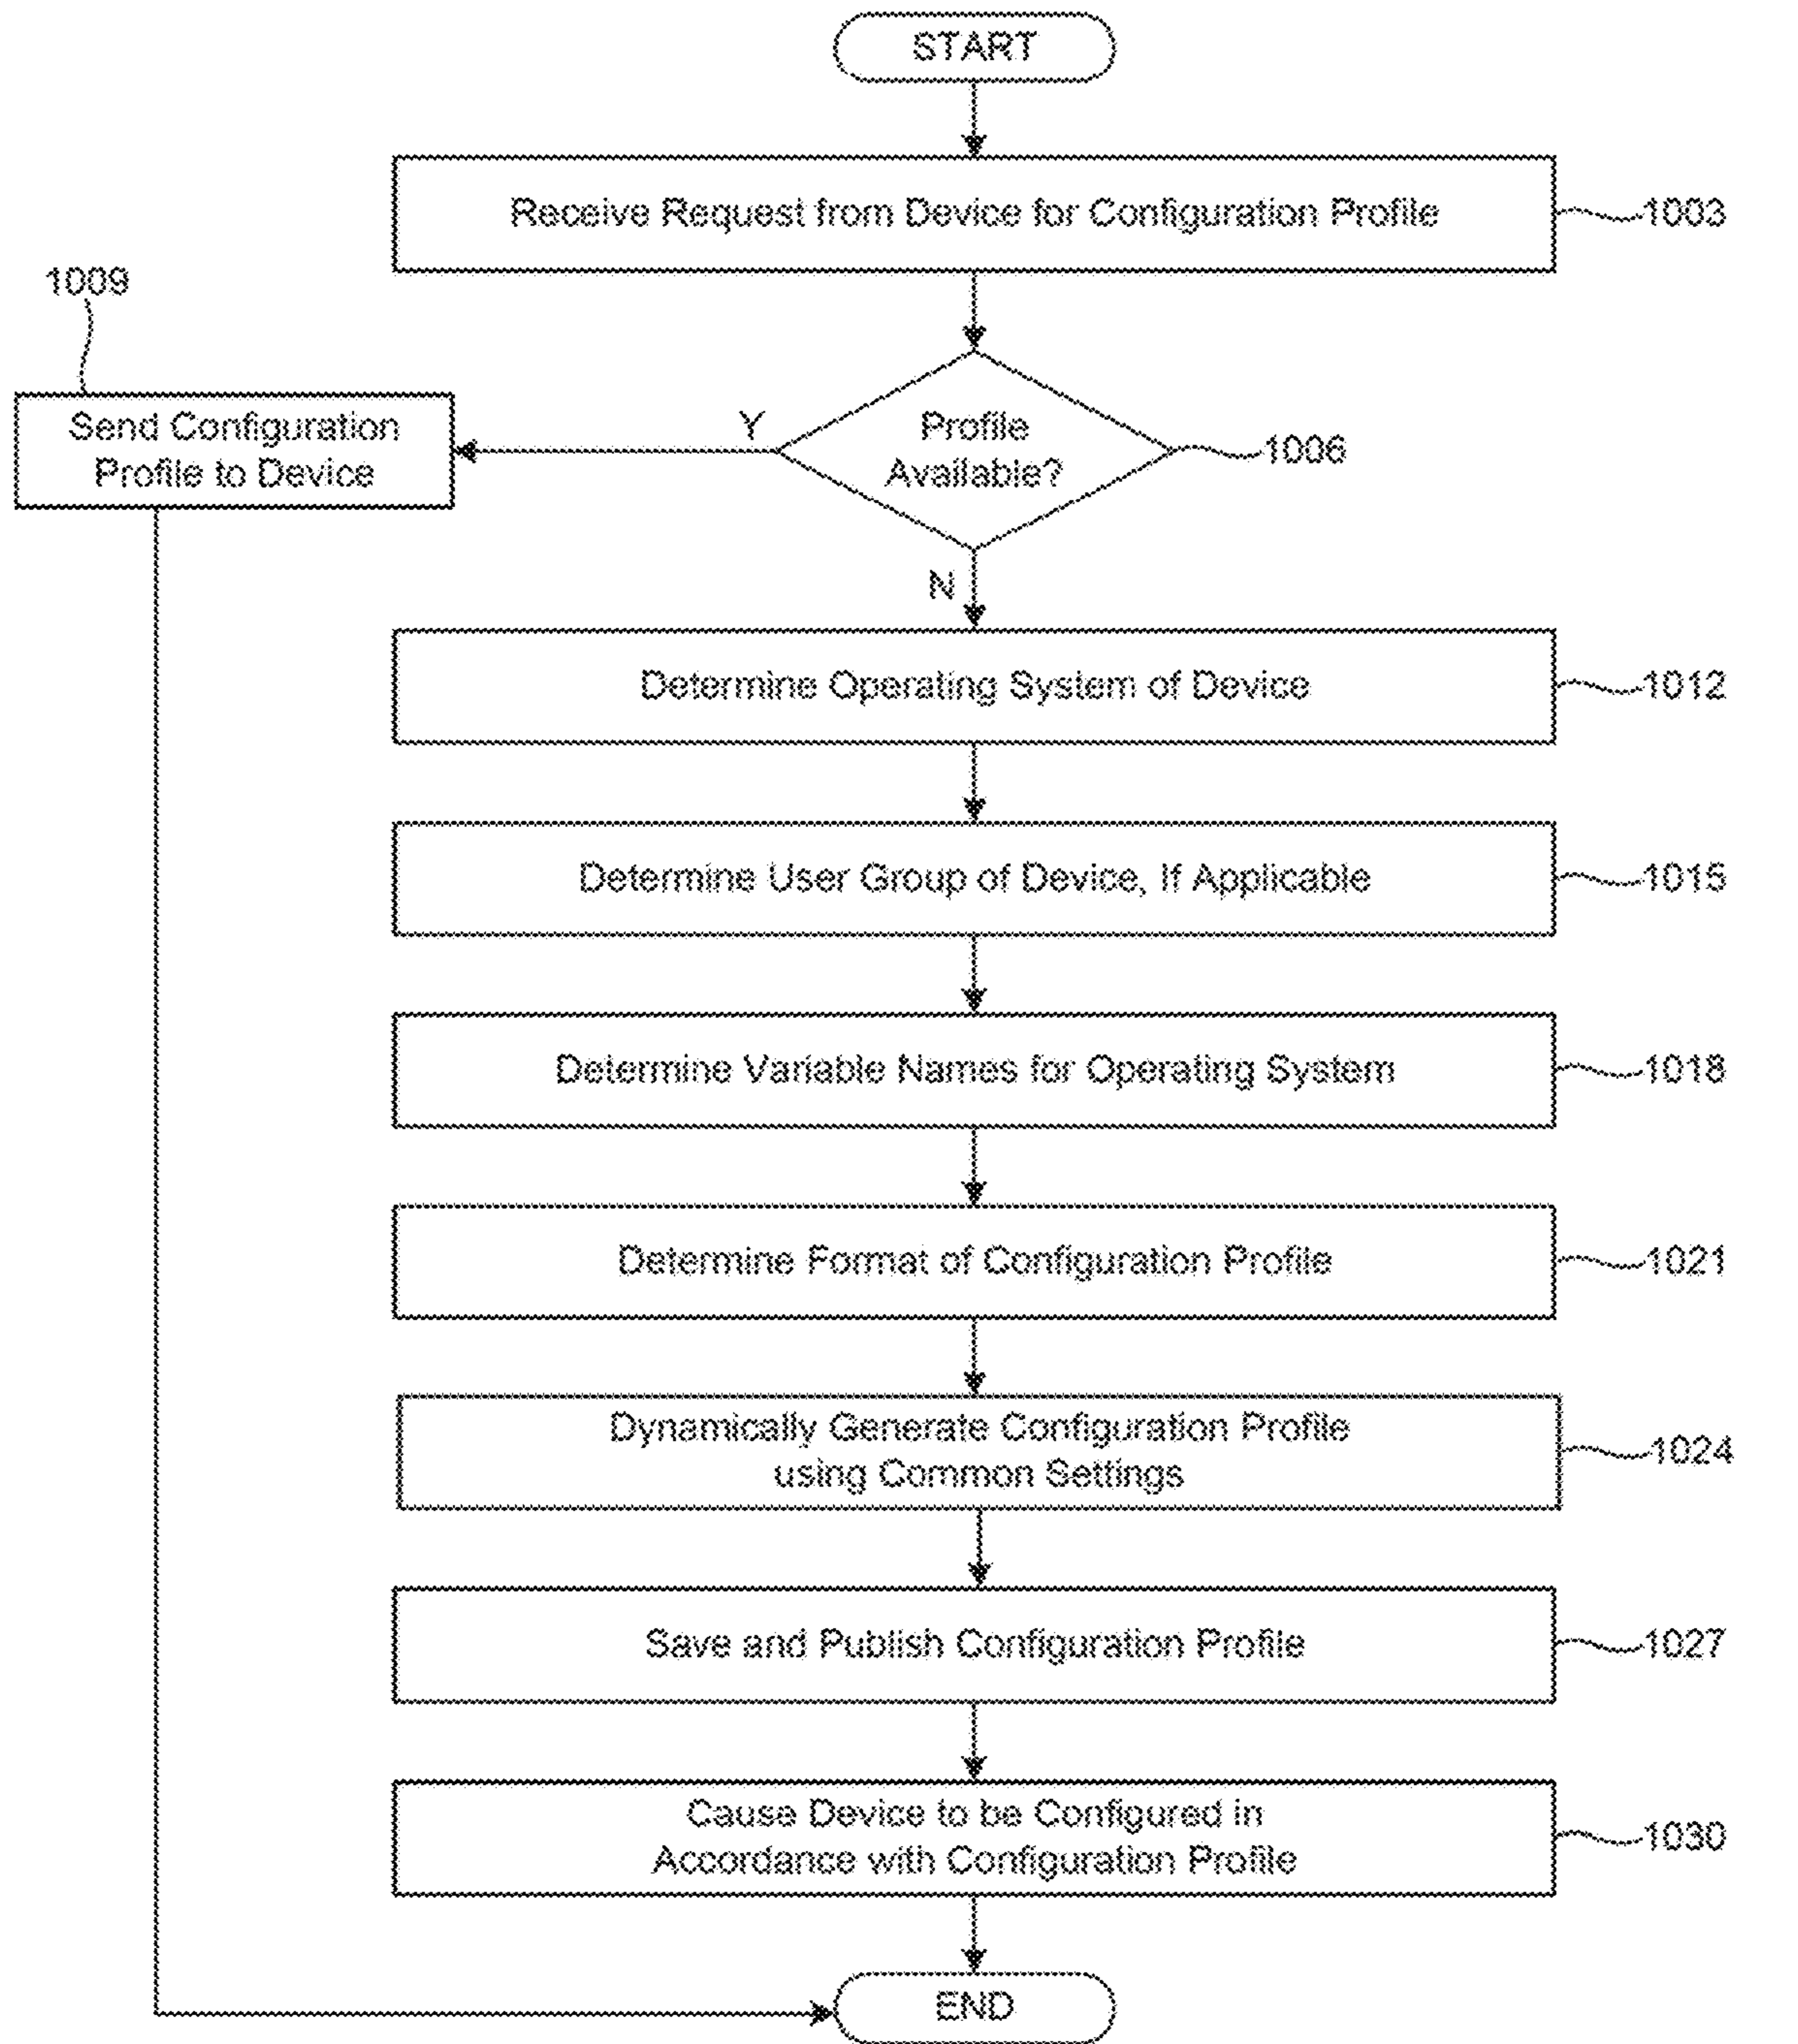 START
Receive Request from Device for Configuration Profile
1003
1009
Send Configuration
Profile to Device
Y
Profile
Available?
1006
N
Determine Operating System of Device
1012
Determine User Group of Device, If Applicable
1015
Determine Variable Names for Operating System
1018
Determine Format of Configuration Profile
1021
Dynamically Generate Configuration Profile
using Common Settings
1024
Save and Publish Configuration Profile
1027
Cause Device to be Configured in
Accordance with Configuration Profile
1030
END